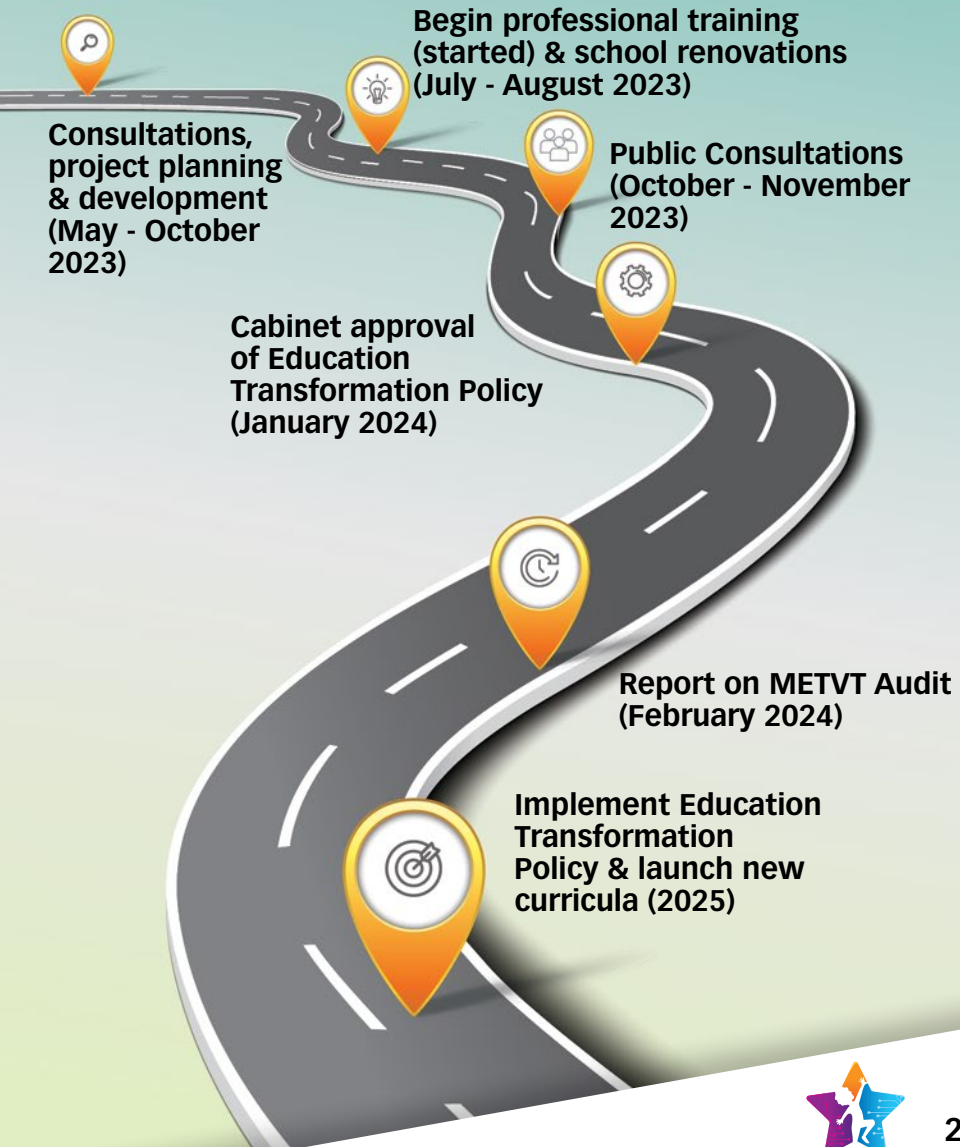 Begin professional training
(started) & school renovations
(July - August 2023)
Consultations,
project planning
& development
(May - October
2023)
Public Consultations
(October - November
2023)
Cabinet approval
of Education
Transformation Policy
(January 2024)
Report on METVT Audit
(February 2024)
Implement Education
Transformation
Policy & launch new
curricula (2025)